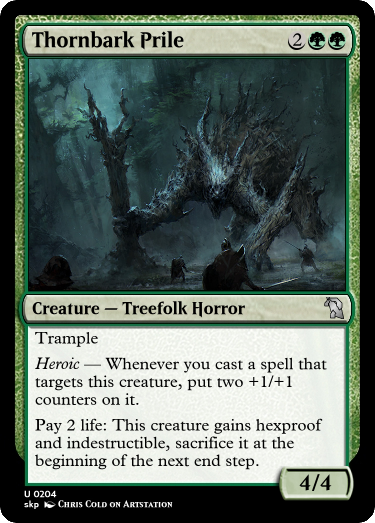 Thornbark Prile 2
Creature — Treefolk Horror
Trample
Heroic — Whenever you cast a spell that
targets this creature, put two +1/+1
counters on it.
Pay 2 life: This creature gains hexproof
and indestructible, sacrifice it at the
beginning of the next end step.
4/4
U 0204
skp Chris Cold on Artstation